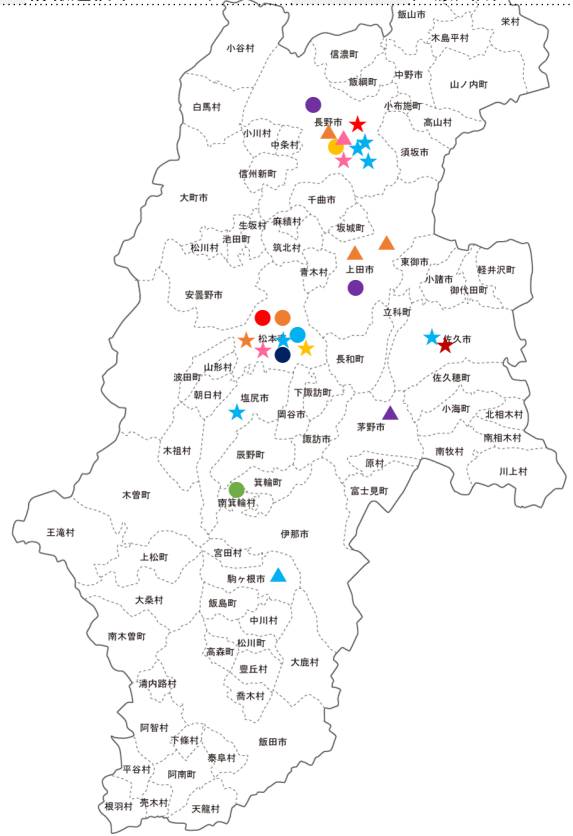 飯山市
栄村
木島平村
小谷村
信濃町
中野市
飯綱町
山ノ内町
白馬村
小布施町
高山村
長野市
小川村
中条村
須坂市
信州新町
大町市
千曲市
生坂村
麻績村
坂城町
池田町
松川村
筑北村
東御市
青木村
上田市
軽井沢町
小諸市
御代田町
安曇野市
立科町
松本市
佐久市
長和町
山形村
波田町
佐久穂町
朝日村
下諏訪町
塩尻市
小海町
岡谷市
北相木村
茅野市
諏訪市
南相木村
木祖村
辰野町
南牧村
原村
川上村
箕輪町
富士見町
木曽町
南箕輪村
王滝村
伊那市
上松町
宮田村
駒ヶ根市
大桑村
飯島町
中川村
南木曽町
松川町
高森町
大鹿村
豊丘村
清内路村
喬木村
阿智村
下條村
飯田市
泰阜村
平谷村
阿南町
根羽村
売木村
天龍村